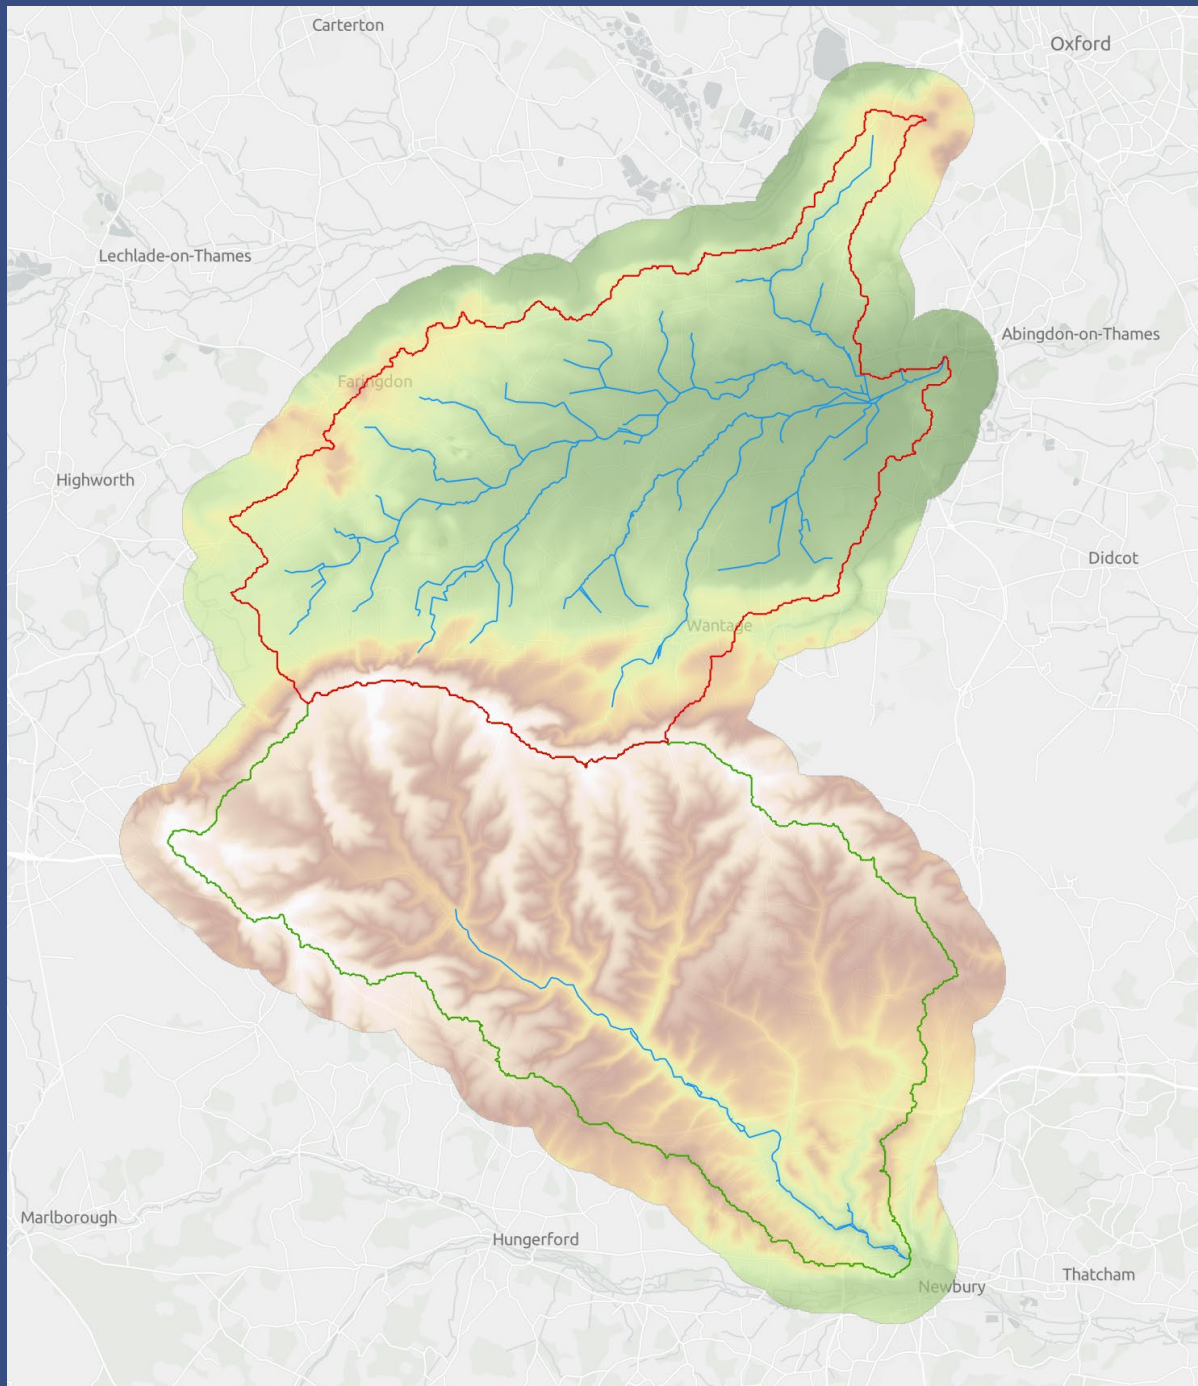 Carterton
Oxford
Lechlade-on-Thames
Abingdon-on-Thames
Faringdon
Highworth
Didcot
Wantage
Marlborough
Hungerford
Thatcham
Newbury